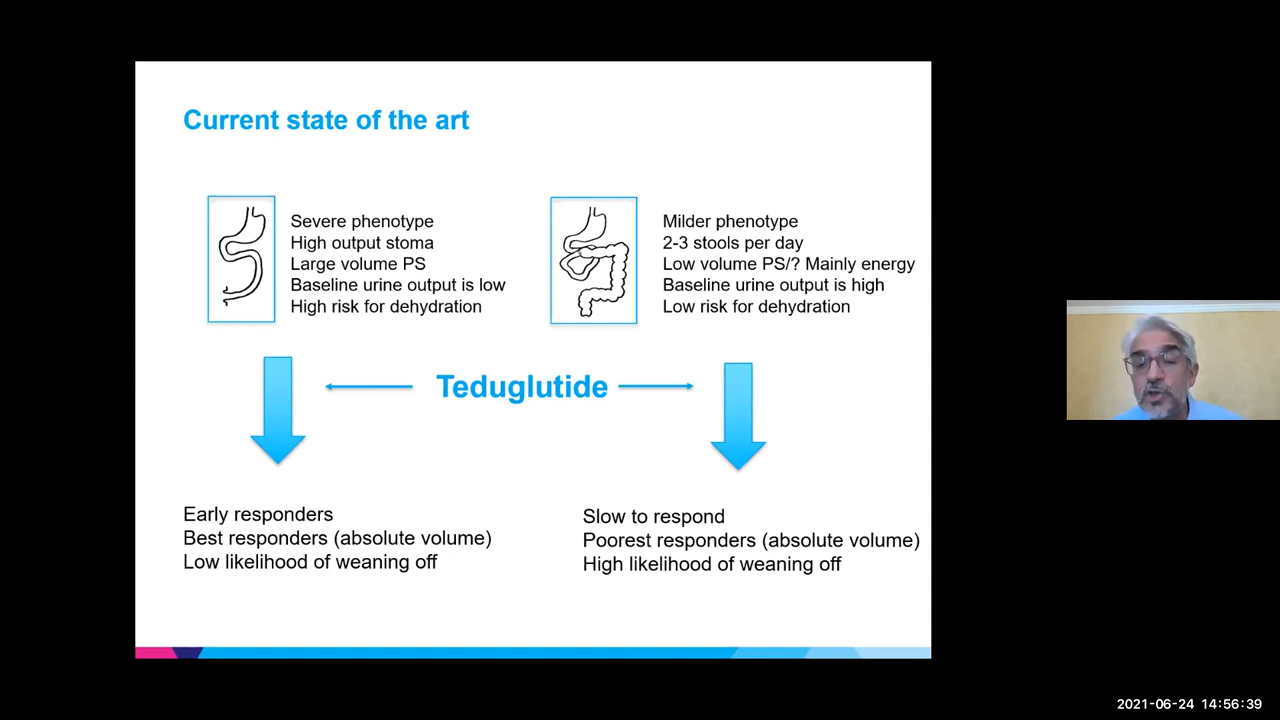 Current state of the art
Severe phenotype
High output stoma
Large volume PS
Baseline urine output is low
High risk for dehydration
Milder phenotype
2-3 stools per day
Low volume PS/? Mainly energy
Baseline urine output is high
Low risk for dehydration
Teduglutide
Early responders
Best responders (absolute volume)
Low likelihood of weaning off
Slow to respond
Poorest responders (absolute volume)
High likelihood of weaning off
2021-06-24 14:56:39